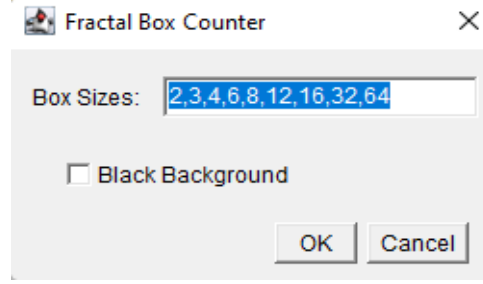 Fractal Box Counter
Box Sizes: 2,3,4,6,8,12,16,32,64
Black Background
OK Cancel